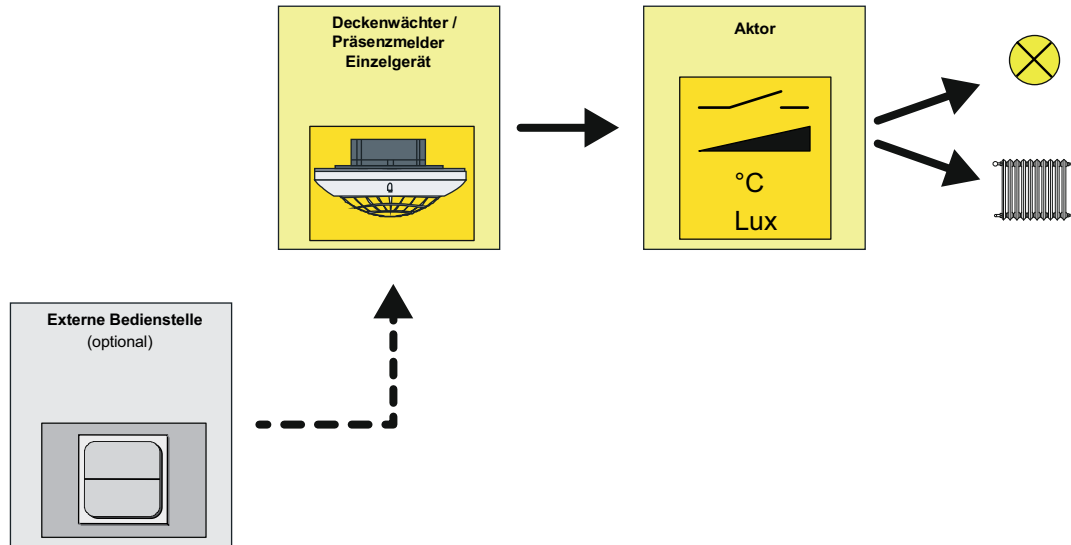 Deckenwächter /
Präsenzmelder
Einzelgerät
Aktor
°C
Lux
Externe Bedienstelle
(optional)